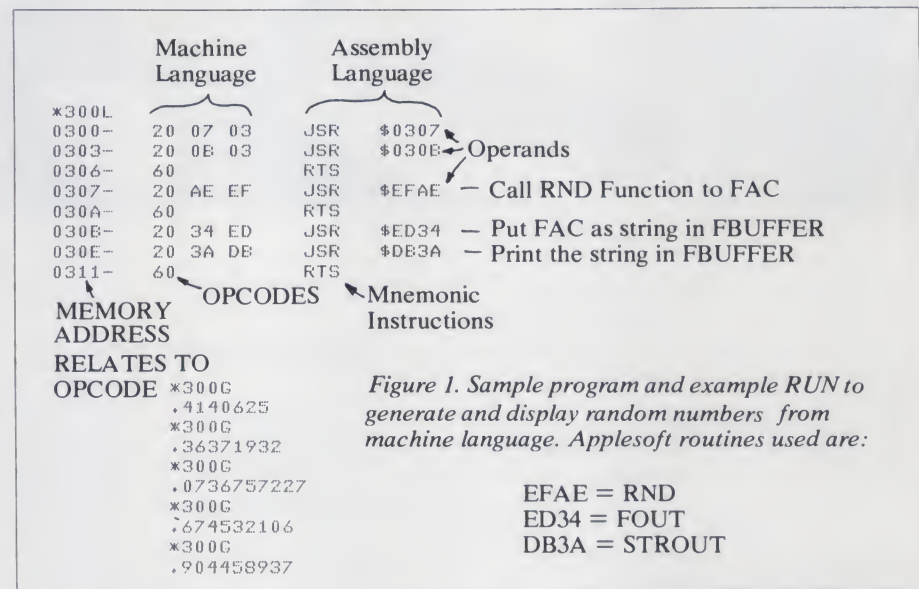 Machine Language
Assembly Language
*300L
0300- 20 07 03 JSR $0307
0303- 20 0B 03 JSR $030B Operands
0306- 60 RTS
0307- 20 AE EF JSR $EFAE — Call RND Function to FAC
030A- 60 RTS
030B- 20 34 ED JSR $ED34 — Put FAC as string in FBUFFER
030E- 20 3A DB JSR $DB3A — Print the string in FBUFFER
0311- 60 RTS
OPCODES
Mnemonic
Instructions
MEMORY
ADDRESS
RELATES TO
OPCODE
*300G
.4140625
*300G
.36371932
*300G
.0736757227
*300G
.674532106
*300G
.904458937
Figure 1. Sample program and example RUN to
generate and display random numbers from
machine language. Applesoft routines used are:
EFAE = RND
ED34 = FOUT
DB3A = STROUT